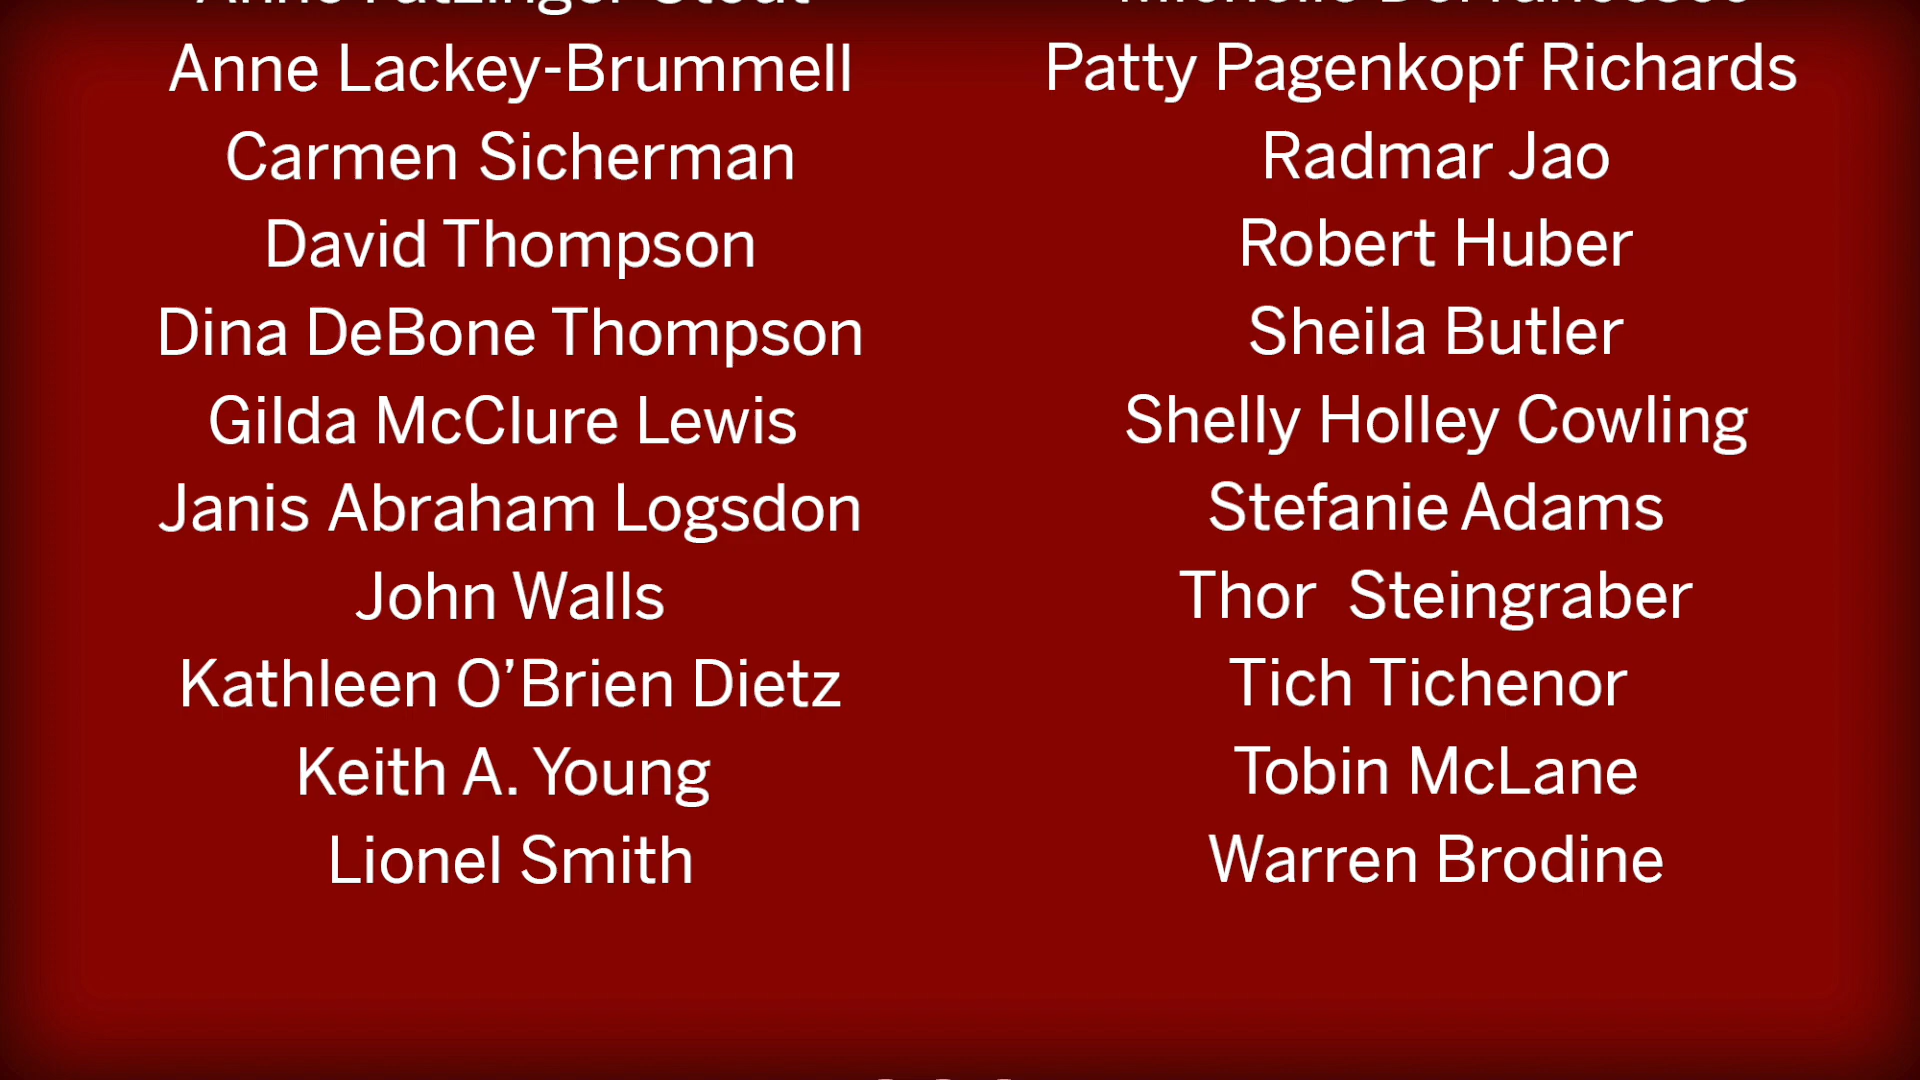 Anne Lackey-Brummell
Carmen Sicherman
David Thompson
Dina DeBone Thompson
Gilda McClure Lewis
Janis Abraham Logsdon
John Walls
Kathleen O’Brien Dietz
Keith A. Young
Lionel Smith
Patty Pagenkopf Richards
Radmar Jao
Robert Huber
Sheila Butler
Shelly Holley Cowling
Stefanie Adams
Thor  Steingraber
Tich Tichenor
Tobin McLane
Warren Brodine